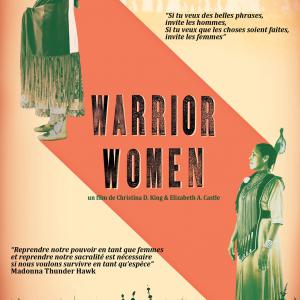 "Si tu veux des belles phrases,
invite les hommes,
Si tu veux que les choses soient faites,
invite les femmes"
WARRIOR
WOMEN
un film de Christina D. King & Elizabeth A. Castle
"Reprendre notre pouvoir en tant que femmes
et reprendre notre sacralité est nécessaire
si nous voulons survivre en tant qu'espèce"
Madonna Thunder Hawk